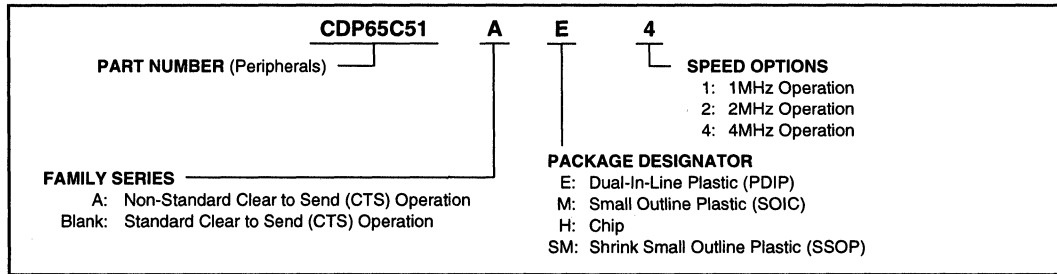 CDP65C51 A E 4
PART NUMBER (Peripherals)
SPEED OPTIONS
1: 1MHz Operation
2: 2MHz Operation
4: 4MHz Operation
FAMILY SERIES
A: Non-Standard Clear to Send (CTS) Operation
Blank: Standard Clear to Send (CTS) Operation
PACKAGE DESIGNATOR
E: Dual-In-Line Plastic (PDIP)
M: Small Outline Plastic (SOIC)
H: Chip
SM: Shrink Small Outline Plastic (SSOP)